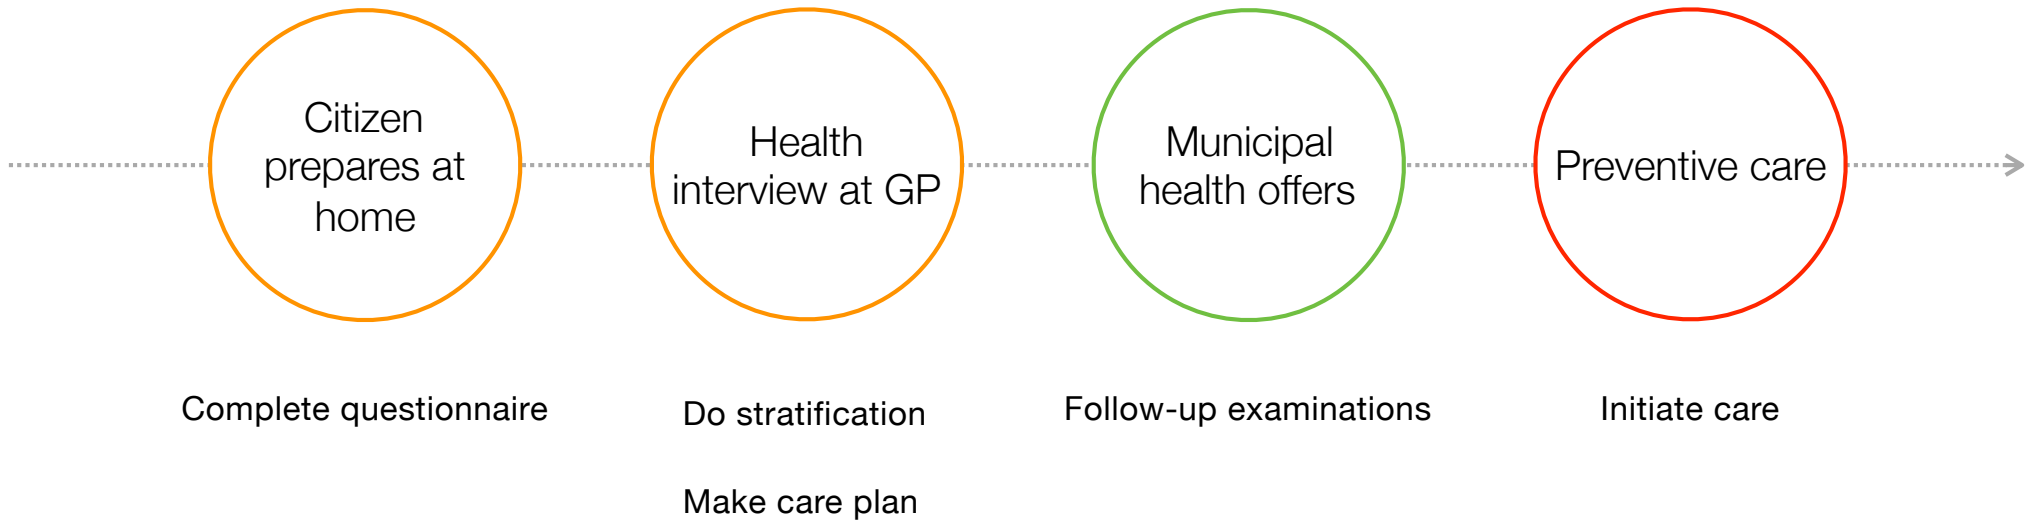 Citizen
prepares at
home
Health
interview at GP
Municipal
health offers
Preventive care
Complete questionnaire
Do stratification
Make care plan
Follow-up examinations
Initiate care